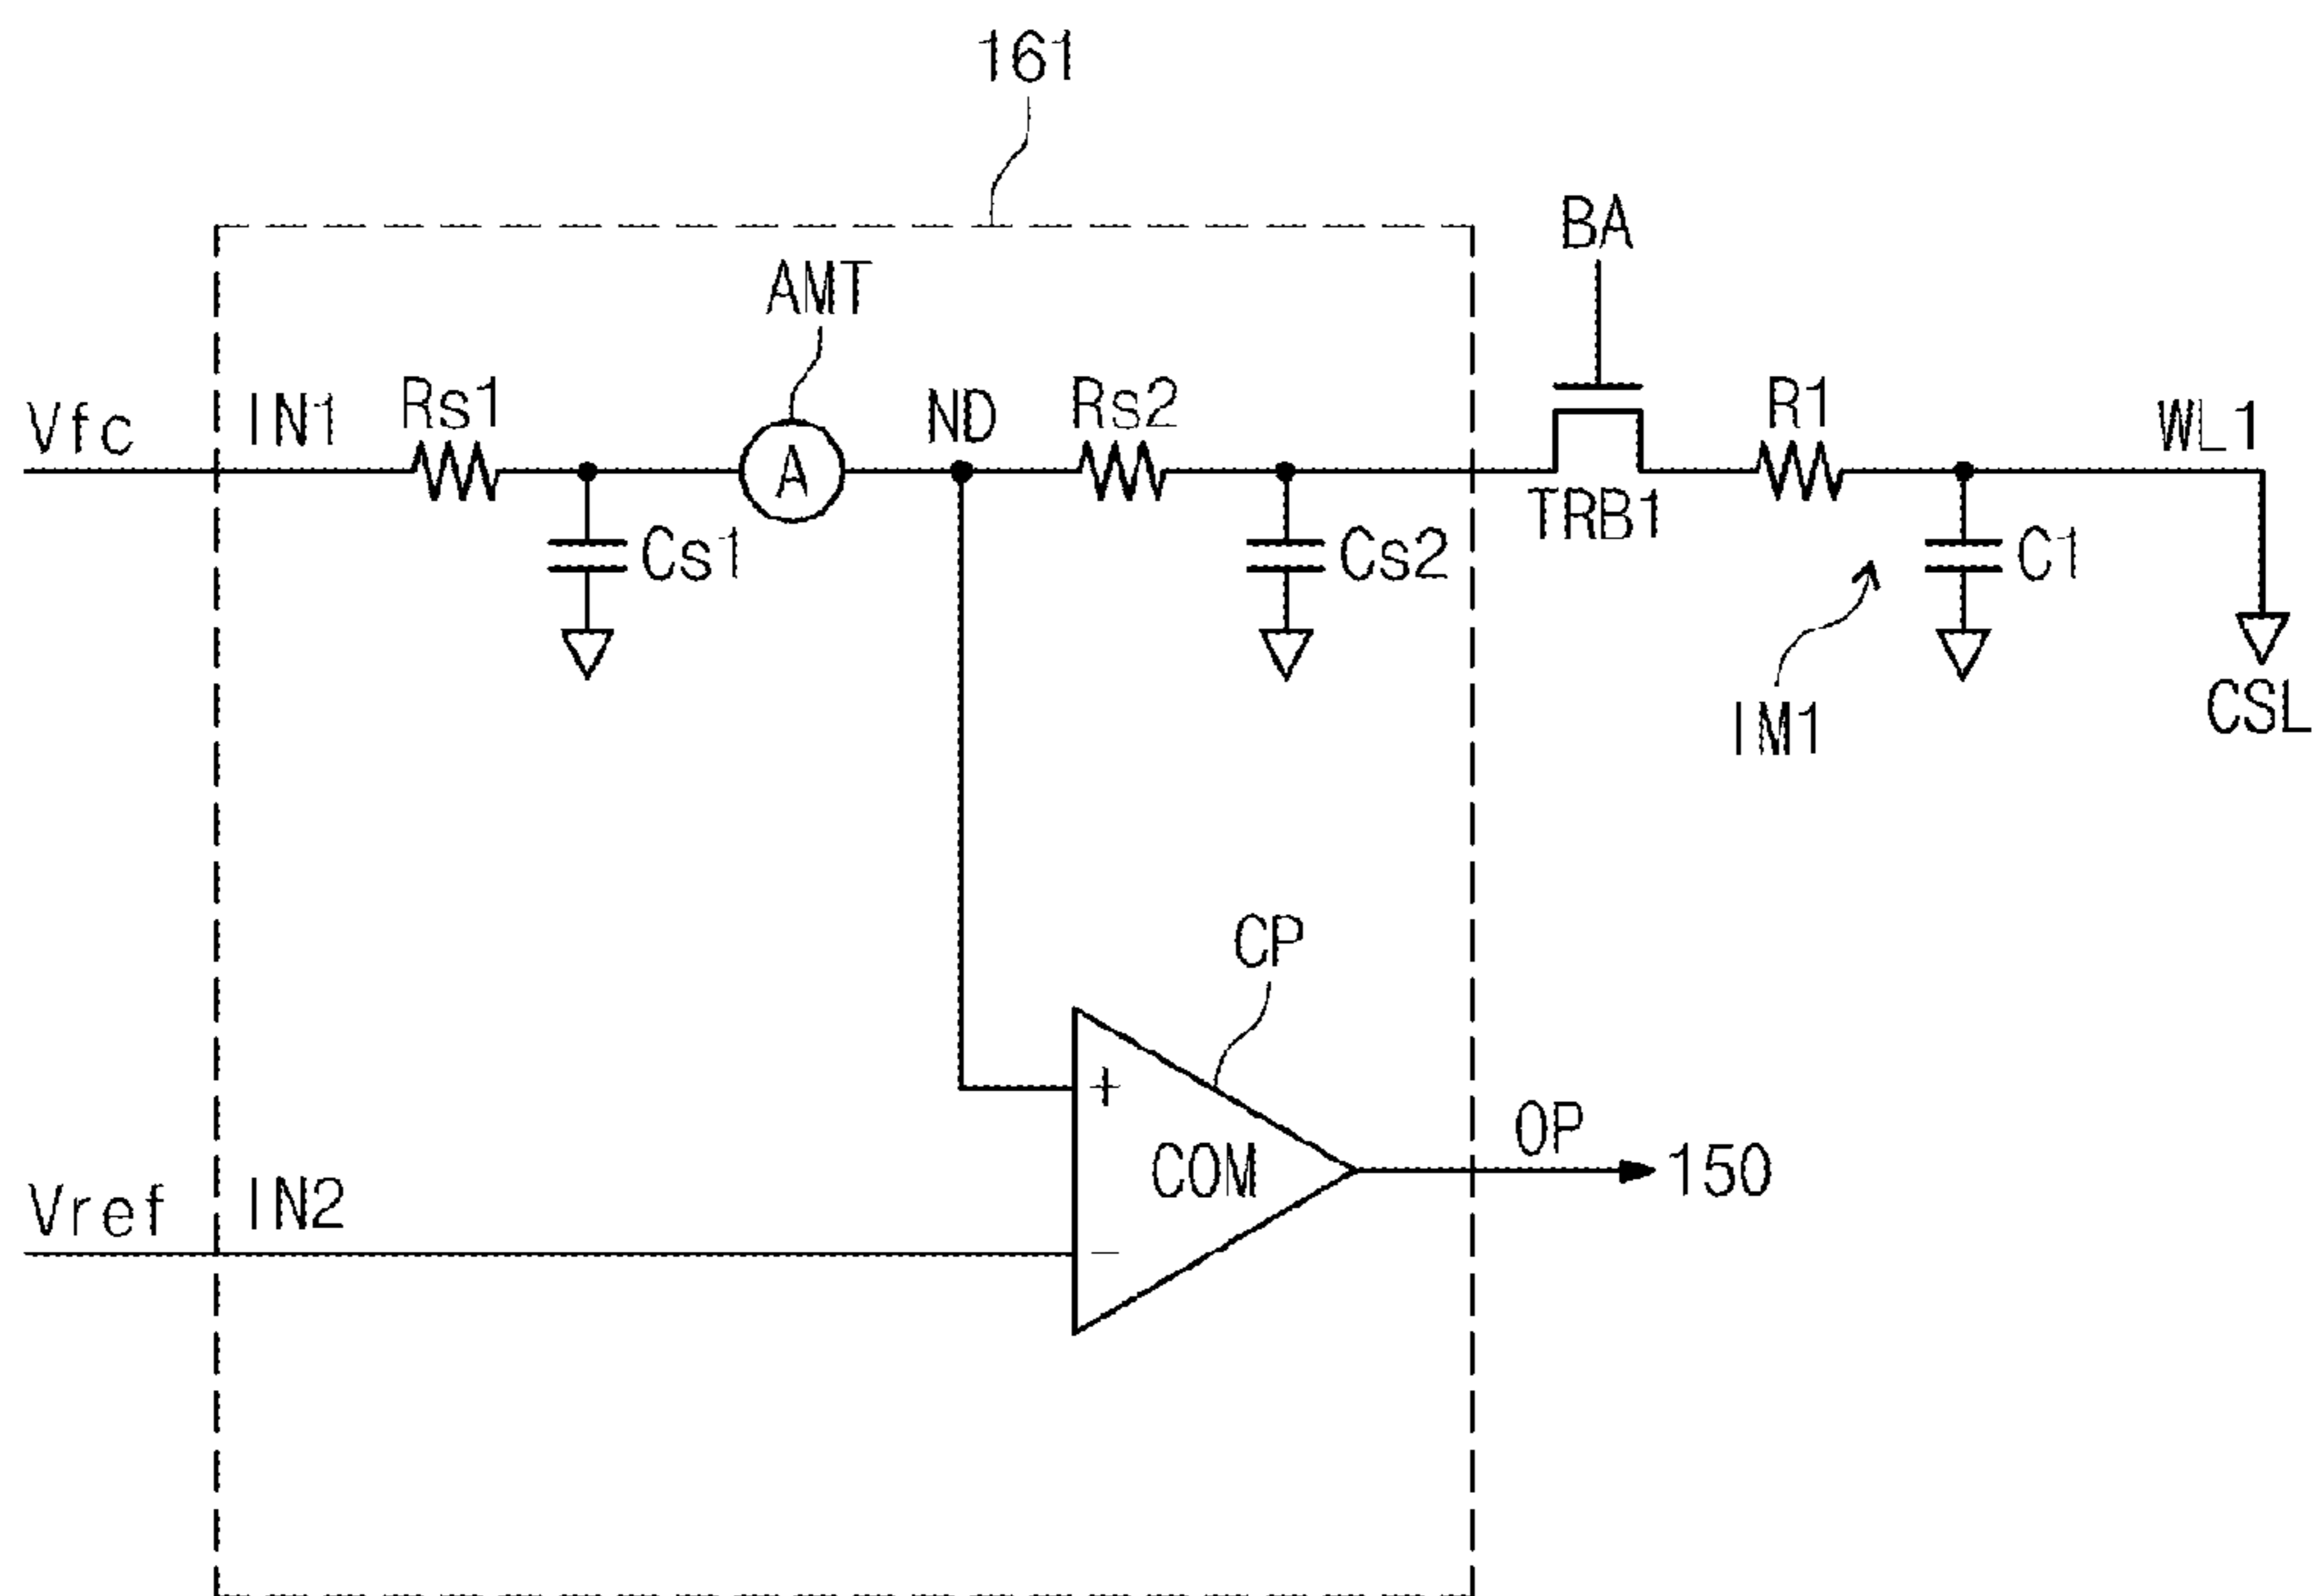 161
BA
AMT
Vfc
IN1
Rs1
A
ND
Rs2
TRB1
R1
WL1
Cs1
Cs2
C1
IM1
CSL
CP
+
COM
−
OP
150
Vref
IN2